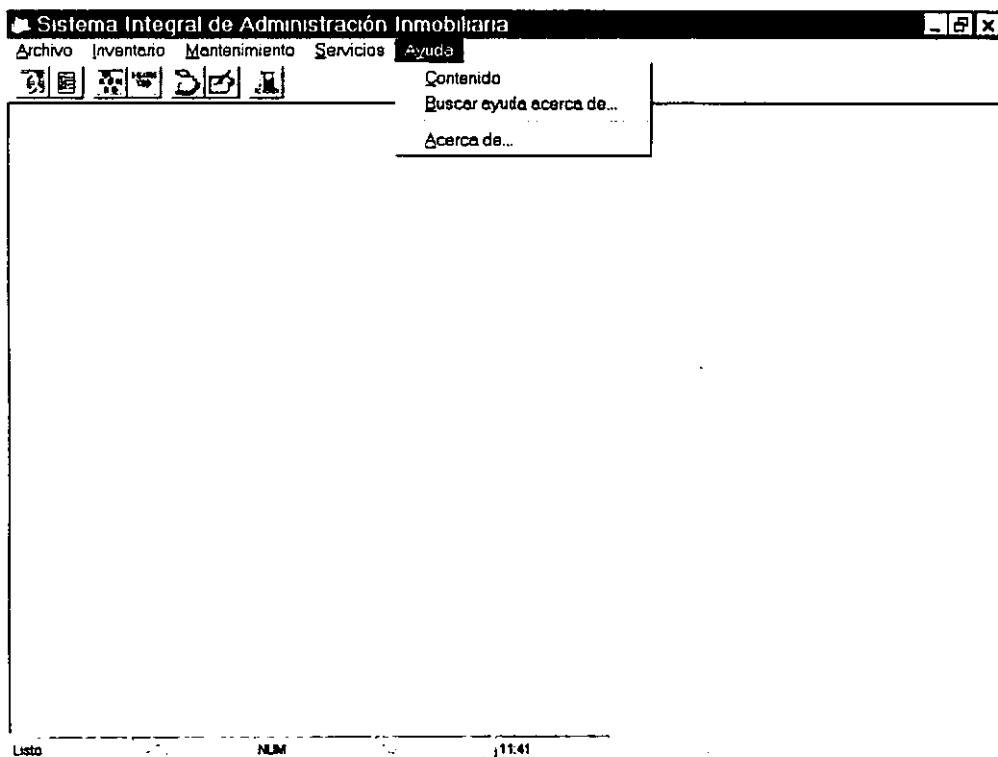 Sistema Integral de Administración Inmobiliaria
Archivo Inventario Mantenimiento Servicios Ayuda
Contenido
Buscar ayuda acerca de...
Acerca de...
Listo NUM 11:41